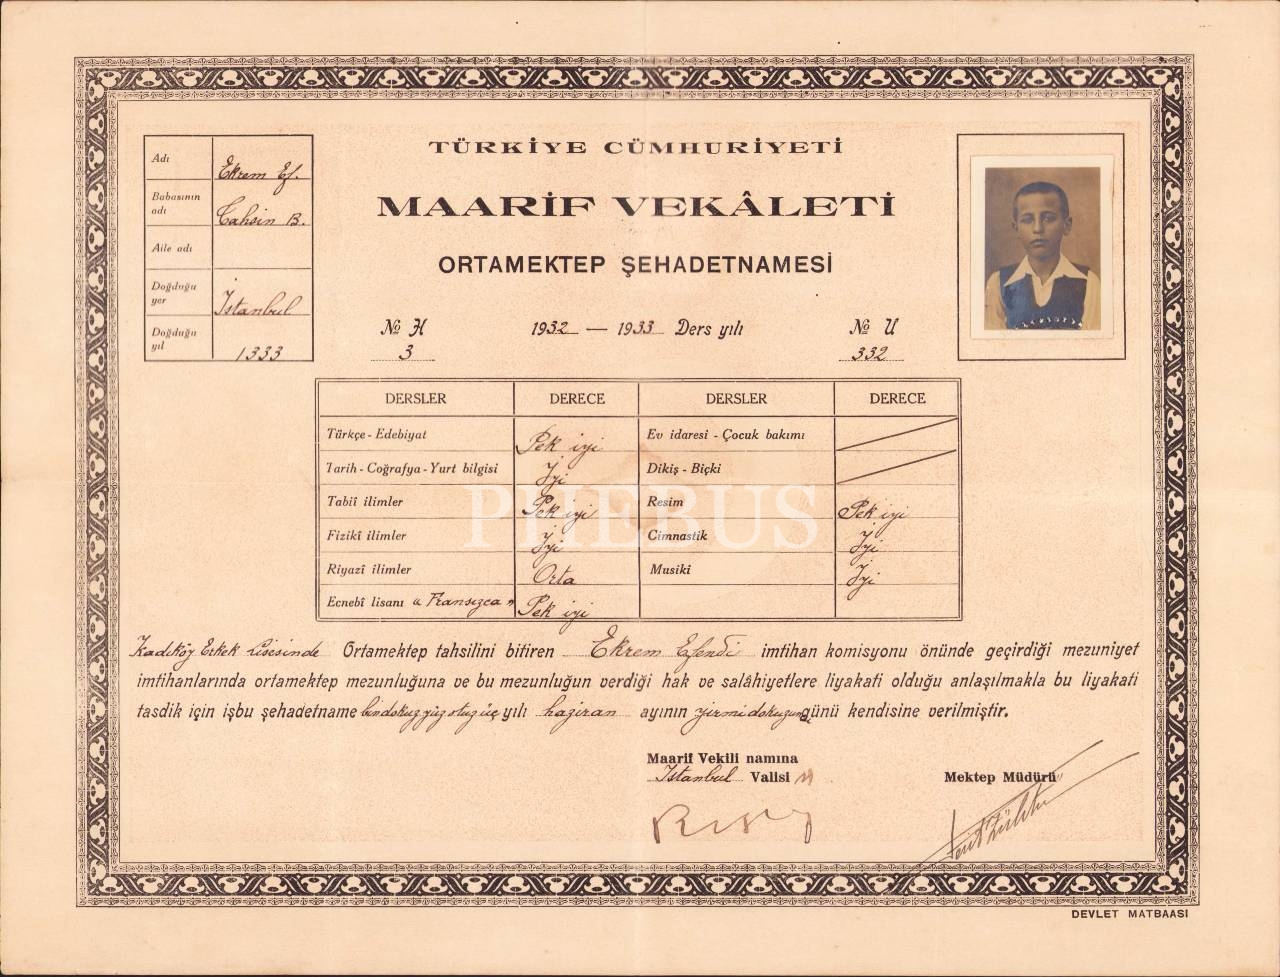 TÜRKİYE CÜMHURİYETİ
MAARİF VEKÂLETİ
ORTAMEKTEP ŞEHADETNAMESİ
Adı Ekrem Ef.
Babasının adı Tahsin B.
Aile adı
Doğduğu yer İstanbul
Doğduğu yıl 1333
№ H 3
1932 — 1933 Ders yılı
№ U 332
DERSLER DERECE DERSLER DERECE
Türkçe - Edebiyat Pek iyi Ev idaresi - Çocuk bakımı
Tarih - Coğrafya - Yurt bilgisi İyi Dikiş - Biçki
Tabiî ilimler Pek iyi Resim Pek iyi
Fizikî ilimler İyi Cimnastik İyi
Riyazî ilimler Orta Musiki İyi
Ecnebî lisanı "Fransızca" Pek iyi
PHEBUS
Kadıköy Erkek Lisesinde Ortamektep tahsilini bitiren Ekrem Efendi imtihan komisyonu önünde geçirdiği mezuniyet
imtihanlarında ortamektep mezunluğuna ve bu mezunluğun verdiği hak ve salâhiyetlere liyakati olduğu anlaşılmakla bu liyakati
tasdik için işbu şehadetname bin dokuz yüz otuz üç yılı haziran ayının yirmi dokuzuncu günü kendisine verilmiştir.
Maarif Vekili namına
İstanbul Valisi
Mektep Müdürü
DEVLET MATBAASI